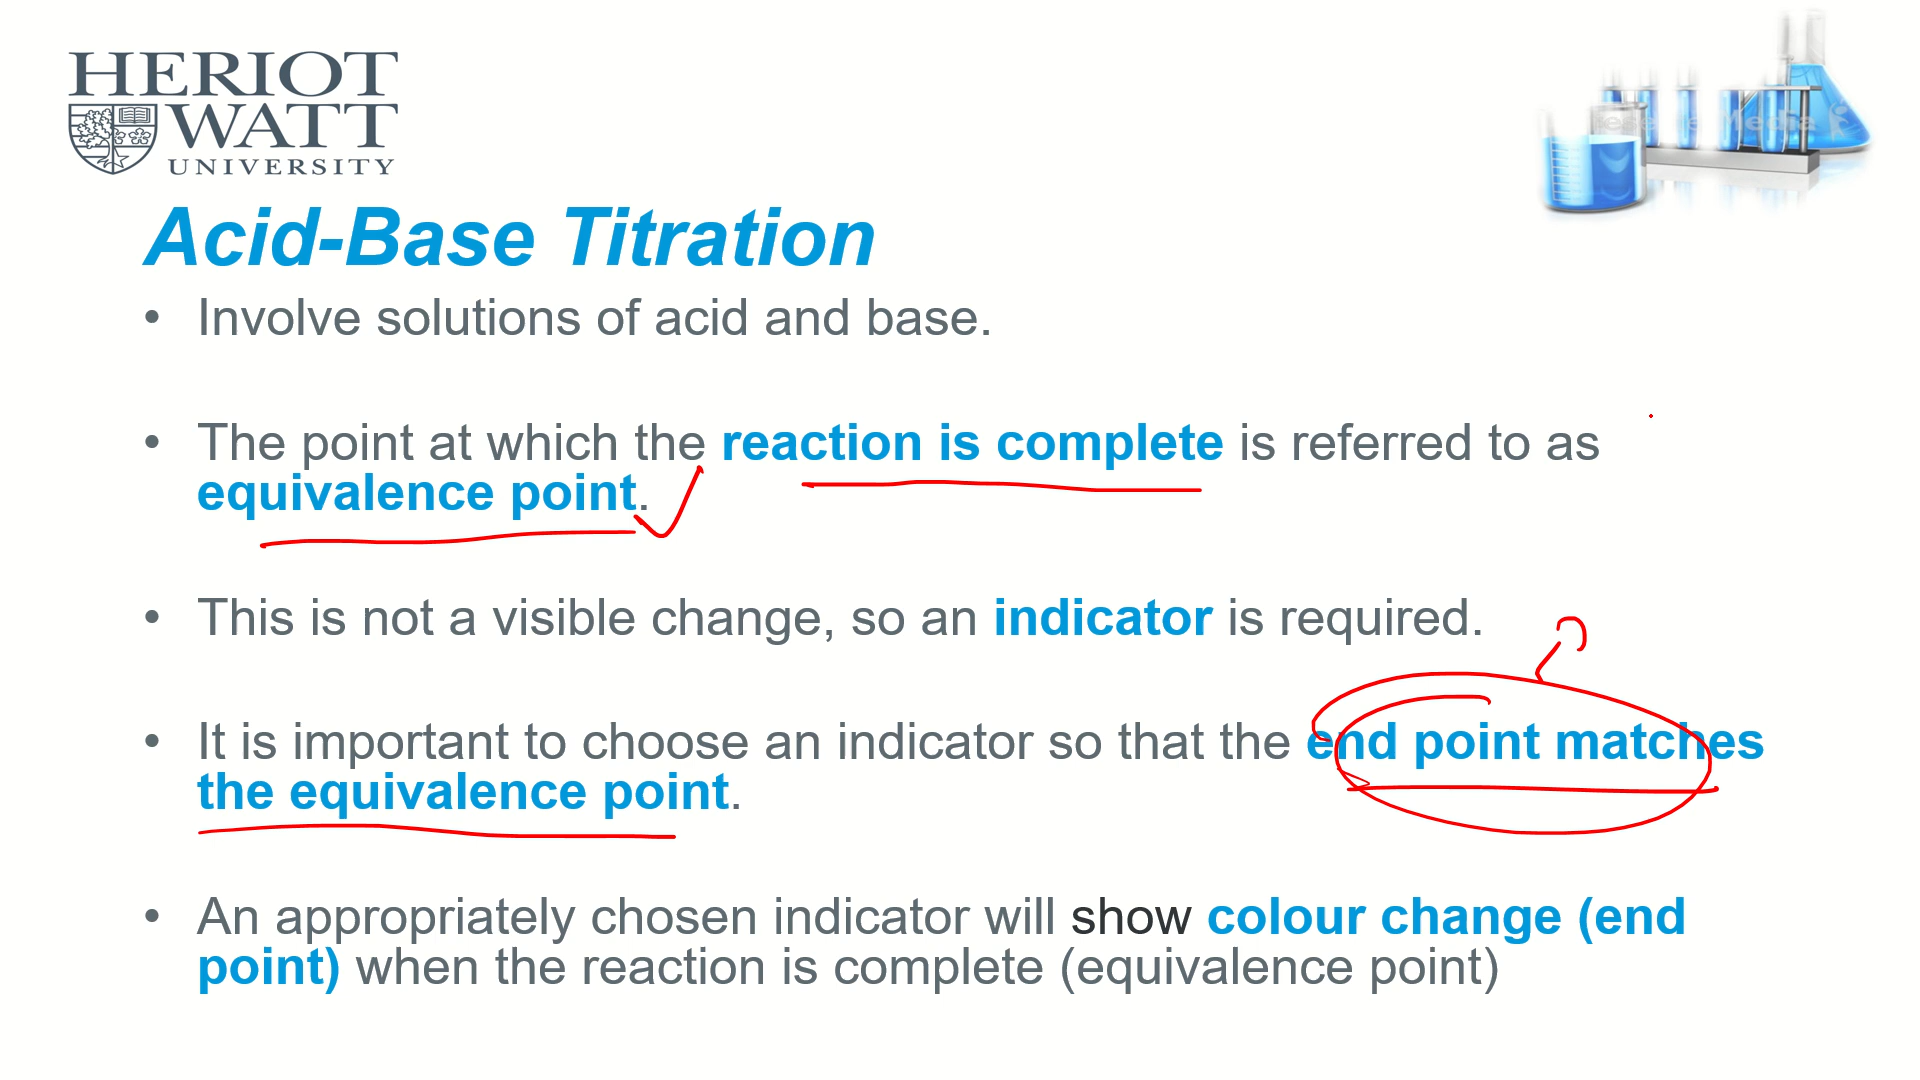 HERIOT
WATT
UNIVERSITY
Acid-Base Titration
• Involve solutions of acid and base.
• The point at which the reaction is complete is referred to as
equivalence point.
• This is not a visible change, so an indicator is required.
• It is important to choose an indicator so that the end point matches
the equivalence point.
• An appropriately chosen indicator will show colour change (end
point) when the reaction is complete (equivalence point)